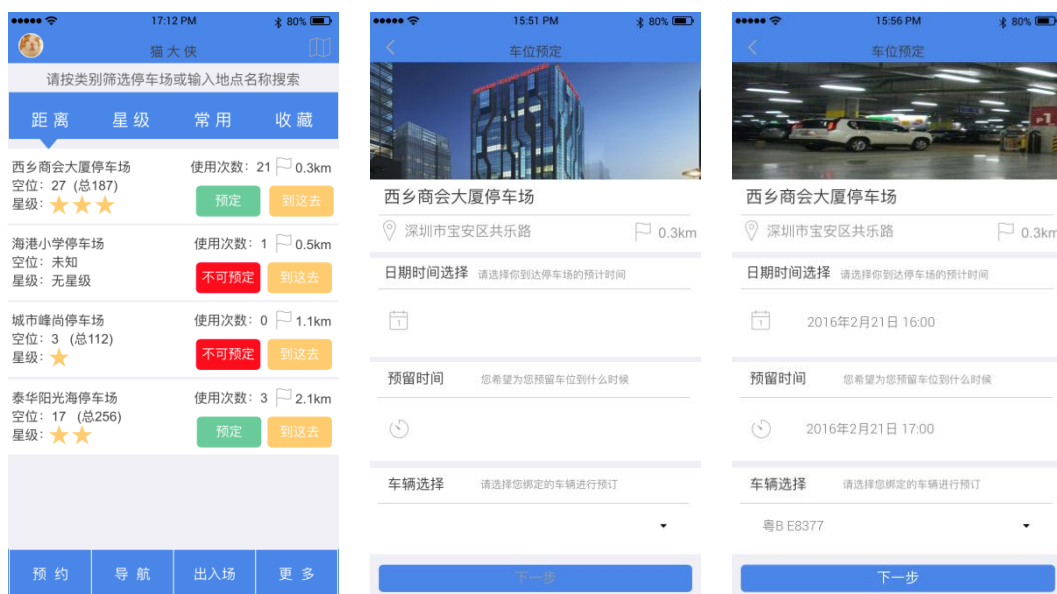 17:12 PM
80%
猫大侠
请按类别筛选停车场或输入地点名称搜索
距离 星级 常用 收藏
西乡商会大厦停车场 使用次数: 21 0.3km
空位: 27 (总187)
星级:
预定 到这去
海港小学停车场 使用次数: 1 0.5km
空位: 未知
星级: 无星级
不可预定 到这去
城市峰尚停车场 使用次数: 0 1.1km
空位: 3 (总112)
星级:
不可预定 到这去
泰华阳光海停车场 使用次数: 3 2.1km
空位: 17 (总256)
星级:
预定 到这去
预约 导航 出入场 更多
15:51 PM
80%
车位预定
西乡商会大厦停车场
深圳市宝安区共乐路 0.3km
日期时间选择 请选择你到达停车场的预计时间
1
预留时间 您希望为您预留车位到什么时候
车辆选择 请选择您绑定的车辆进行预订
下一步
15:56 PM
80%
车位预定
P1
西乡商会大厦停车场
深圳市宝安区共乐路 0.3km
日期时间选择 请选择你到达停车场的预计时间
1
2016年2月21日 16:00
预留时间 您希望为您预留车位到什么时候
2016年2月21日 17:00
车辆选择 请选择您绑定的车辆进行预订
粤B E8377
下一步